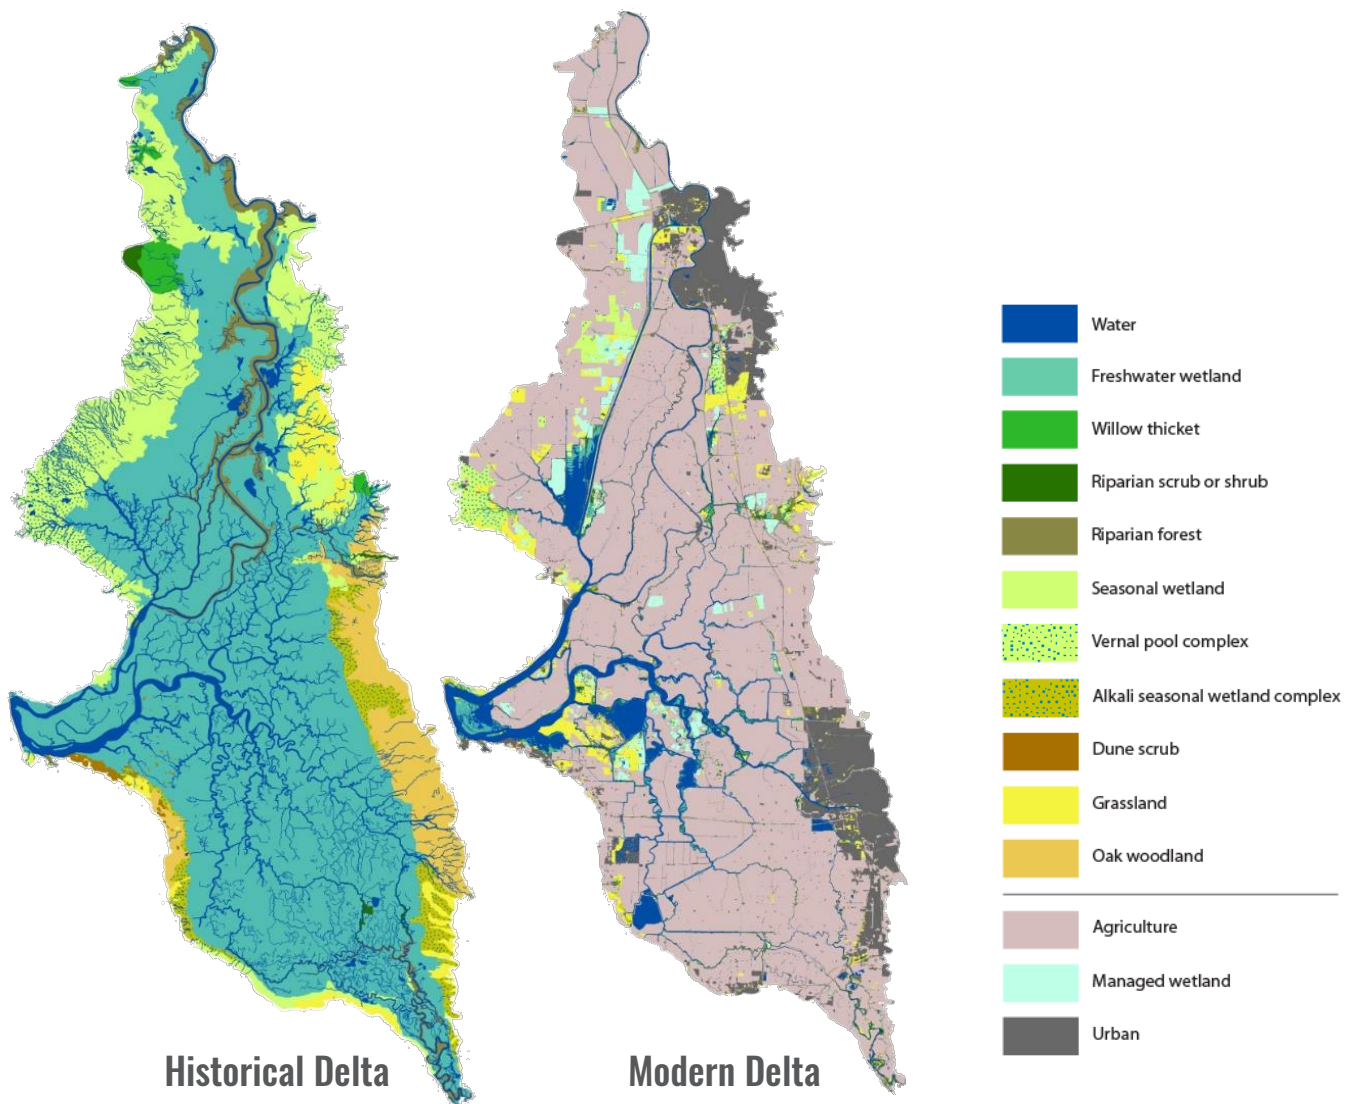 Water
Freshwater wetland
Willow thicket
Riparian scrub or shrub
Riparian forest
Seasonal wetland
Vernal pool complex
Alkali seasonal wetland complex
Dune scrub
Grassland
Oak woodland
Agriculture
Managed wetland
Urban
Historical Delta
Modern Delta